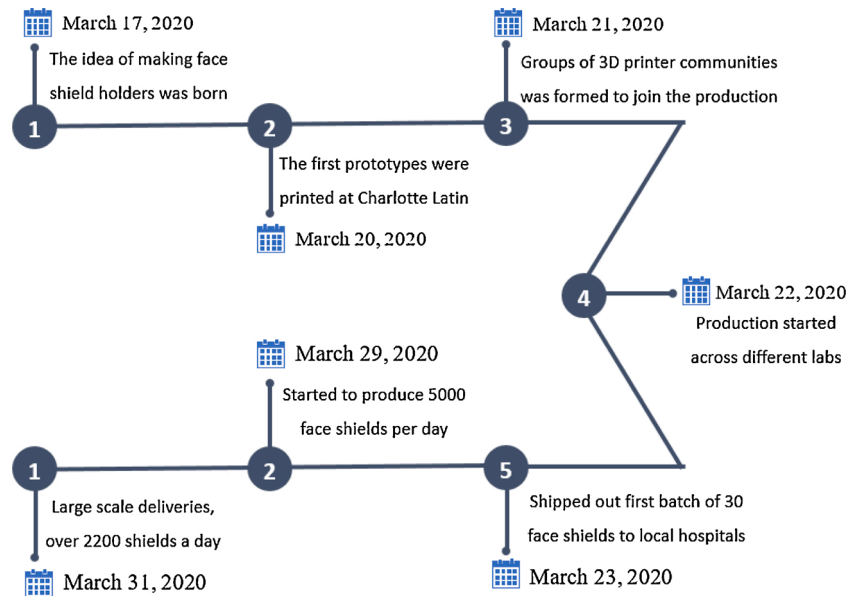 March 17, 2020
The idea of making face
shield holders was born
1
2
The first prototypes were
printed at Charlotte Latin
March 20, 2020
March 21, 2020
Groups of 3D printer communities
was formed to join the production
3
4
March 22, 2020
Production started
across different labs
5
Shipped out first batch of 30
face shields to local hospitals
March 23, 2020
March 29, 2020
Started to produce 5000
face shields per day
2
1
Large scale deliveries,
over 2200 shields a day
March 31, 2020